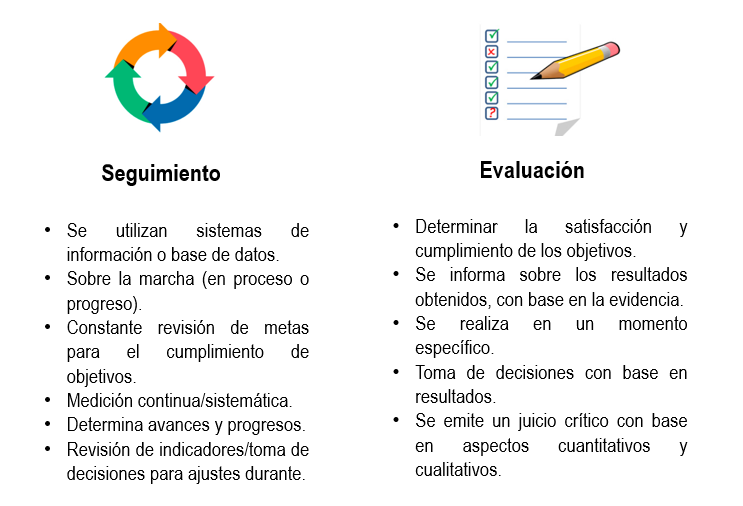 Seguimiento
• Se utilizan sistemas de
información o base de datos.
• Sobre la marcha (en proceso o
progreso).
• Constante revisión de metas
para el cumplimiento de
objetivos.
• Medición continua/sistemática.
• Determina avances y progresos.
• Revisión de indicadores/toma de
decisiones para ajustes durante.
Evaluación
• Determinar la satisfacción y
cumplimiento de los objetivos.
• Se informa sobre los resultados
obtenidos, con base en la evidencia.
• Se realiza en un momento
específico.
• Toma de decisiones con base en
resultados.
• Se emite un juicio crítico con base
en aspectos cuantitativos y
cualitativos.